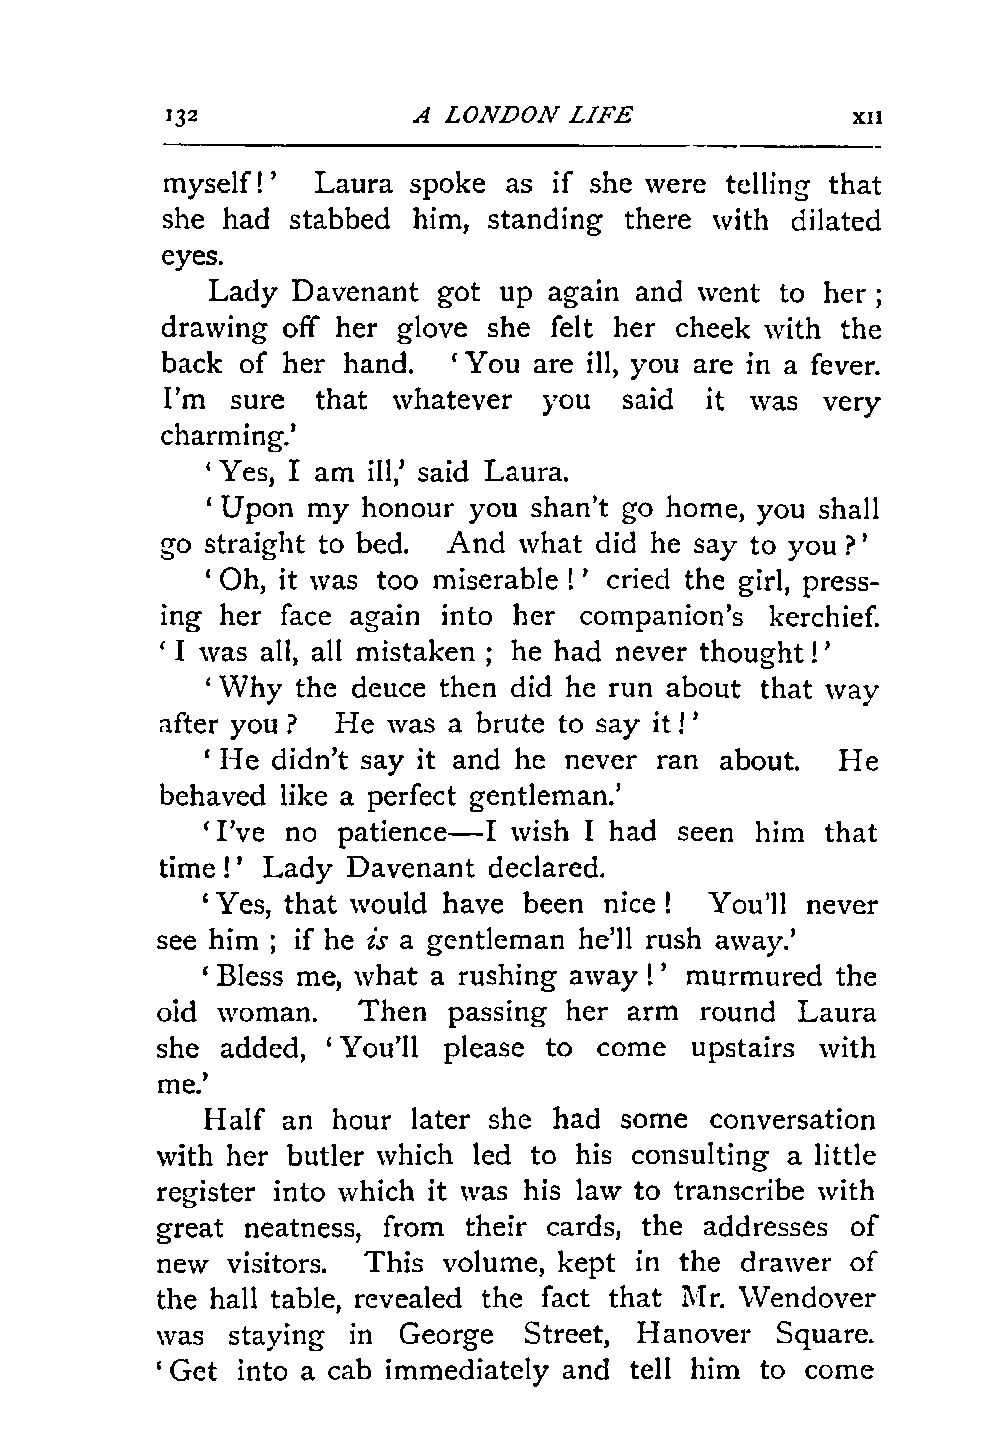 132 A LONDON LIFE XII
myself!' Laura spoke as if she were telling that
she had stabbed him, standing there with dilated
eyes.
Lady Davenant got up again and went to her;
drawing off her glove she felt her cheek with the
back of her hand. 'You are ill, you are in a fever.
I'm sure that whatever you said it was very
charming.'
'Yes, I am ill,' said Laura.
'Upon my honour you shan't go home, you shall
go straight to bed. And what did he say to you?'
'Oh, it was too miserable!' cried the girl, press-
ing her face again into her companion's kerchief.
'I was all, all mistaken; he had never thought!'
'Why the deuce then did he run about that way
after you? He was a brute to say it!'
'He didn't say it and he never ran about. He
behaved like a perfect gentleman.'
'I've no patience—I wish I had seen him that
time!' Lady Davenant declared.
'Yes, that would have been nice! You'll never
see him; if he is a gentleman he'll rush away.'
'Bless me, what a rushing away!' murmured the
old woman. Then passing her arm round Laura
she added, 'You'll please to come upstairs with
me.'
Half an hour later she had some conversation
with her butler which led to his consulting a little
register into which it was his law to transcribe with
great neatness, from their cards, the addresses of
new visitors. This volume, kept in the drawer of
the hall table, revealed the fact that Mr. Wendover
was staying in George Street, Hanover Square.
'Get into a cab immediately and tell him to come